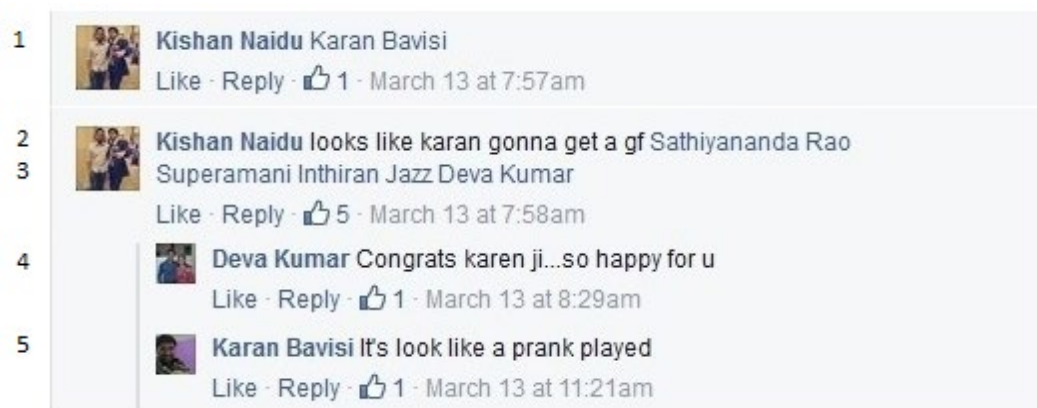 1 Kishan Naidu Karan Bavisi
Like · Reply · 1 · March 13 at 7:57am
2 Kishan Naidu looks like karan gonna get a gf Sathiyananda Rao
3 Superamani Inthiran Jazz Deva Kumar
Like · Reply · 5 · March 13 at 7:58am
4 Deva Kumar Congrats karen ji...so happy for u
Like · Reply · 1 · March 13 at 8:29am
5 Karan Bavisi It's look like a prank played
Like · Reply · 1 · March 13 at 11:21am